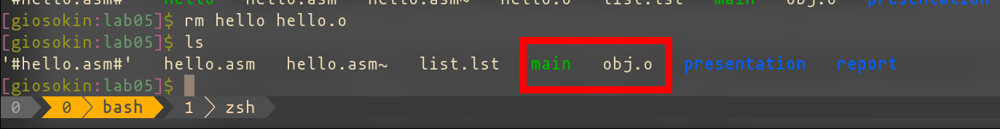 '#hello.asm#'   hello   hello.asm   hello.asm~   hello.o   list.lst   main   obj.o   presentation
[giosokin:lab05]$ rm hello hello.o
[giosokin:lab05]$ ls
'#hello.asm#'   hello.asm   hello.asm~   list.lst   main   obj.o   presentation   report
[giosokin:lab05]$
0   0   bash   1   zsh